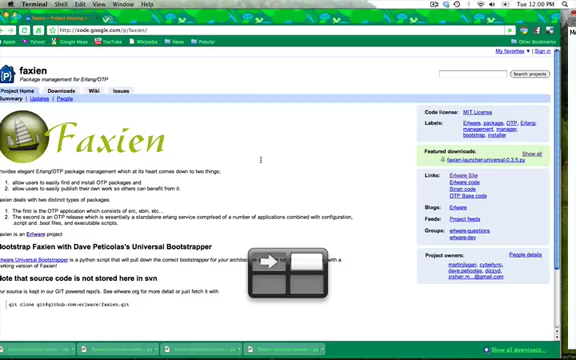 Terminal Shell Edit View Window Help
Tue 12:00 PM
http://code.google.com/p/faxien/
Apple Yahoo! Google Maps YouTube Wikipedia News Popular
Other Bookmarks
My favorites ▼ | Sign in
faxien
Package management for Erlang/OTP
Search projects
Project Home Downloads Wiki Issues
Summary | Updates | People
Faxien
rovides elegant Erlang/OTP package management which at its heart comes down to two things,
1. allow users to easily find and install OTP packages and
2. allow users to easily publish their own work so others can benefit from it.
axien deals with two distinct types of packages.
1. The first is the OTP application which consists of src, ebin, etc...
2. The second is an OTP release which is essentially a standalone erlang service comprised of a number of applications combined with configuration,
script and .boot files, and executable scripts.
axien is an Erlware project
Bootstrap Faxien with Dave Peticolas's Universal Bootstrapper
Erlware Universal Bootstrapper is a python script that will pull down the correct bootstrapper for your
working version of Faxien!
Note that source code is not stored here in svn
ur source is kept in our GIT powered repo's. See erlware.org for more detail or just fetch it with
git clone git@github.com:erlware/faxien.git
Code license: MIT License
Labels: Erlware, package, OTP, Erlang, management, manager, bootstrap, installer
Featured downloads: Show all
faxien-launcher-universal-0.3.5.py
Links: Erlware Site
Erlware code
Sinan code
OTP Base code
Blogs: Erlware
Feeds: Project feeds
Groups: erlware-questions
erlware-dev
Project owners: People details
martinjlogan, cyberlync,
dave.peticolas, dizzyd,
Show all downloads...